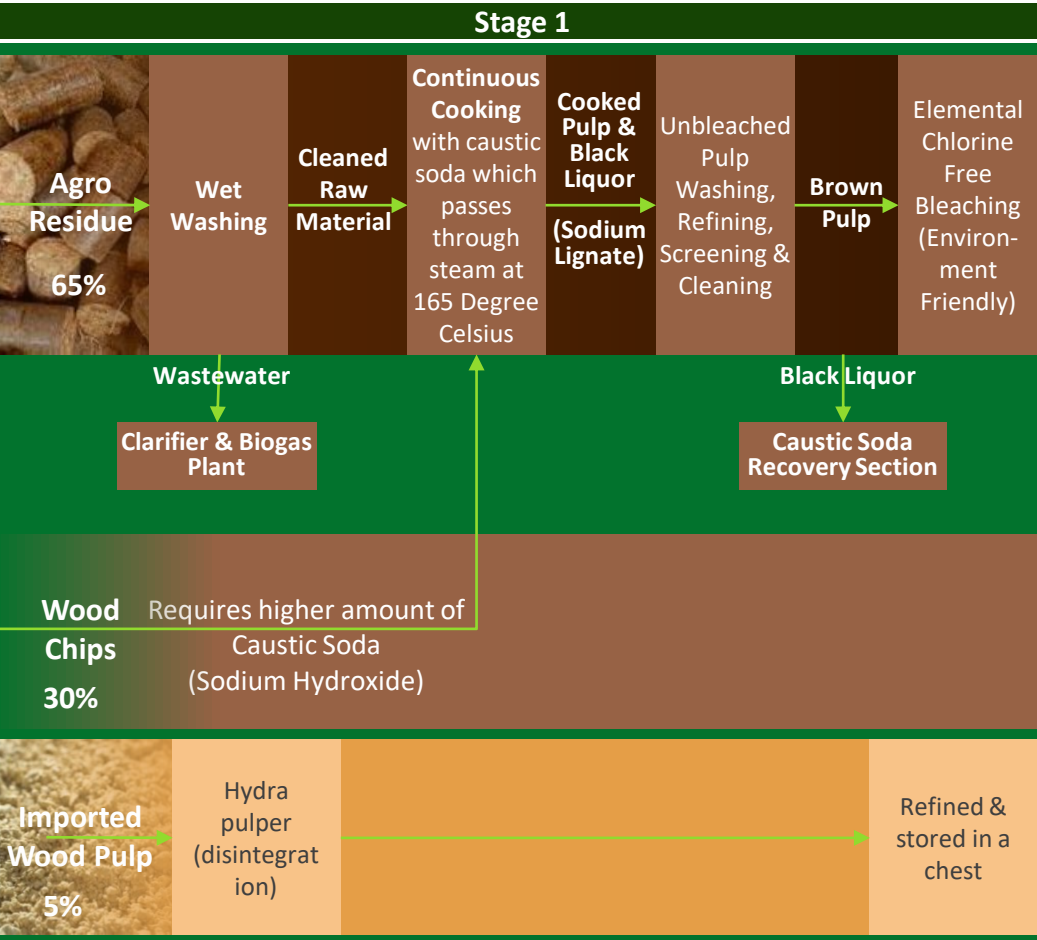 Stage 1
Agro
Residue
65%
Wet
Washing
Cleaned
Raw
Material
Continuous
Cooking
with caustic
soda which
passes
through
steam at
165 Degree
Celsius
Cooked
Pulp &
Black
Liquor
(Sodium
Lignate)
Unbleached
Pulp
Washing,
Refining,
Screening &
Cleaning
Brown
Pulp
Elemental
Chlorine
Free
Bleaching
(Environ-
ment
Friendly)
Wastewater
Clarifier & Biogas
Plant
Black Liquor
Caustic Soda
Recovery Section
Wood
Chips
30%
Requires higher amount of
Caustic Soda
(Sodium Hydroxide)
Imported
Wood Pulp
5%
Hydra
pulper
(disintegrat
ion)
Refined &
stored in a
chest